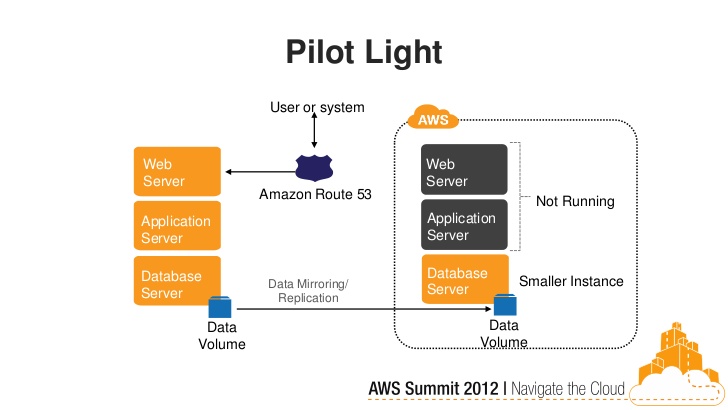 Pilot Light
User or system
AWS
Web
Server
Amazon Route 53
Web
Server
Not Running
Application
Server
Application
Server
Database
Server
Data Mirroring/
Replication
Database
Server
Smaller Instance
Data
Volume
Data
Volume
AWS Summit 2012 | Navigate the Cloud